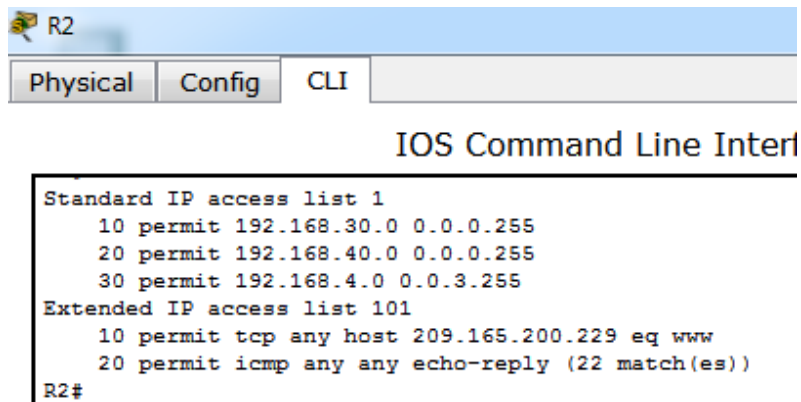 R2
Physical Config CLI
IOS Command Line Interf
Standard IP access list 1
10 permit 192.168.30.0 0.0.0.255
20 permit 192.168.40.0 0.0.0.255
30 permit 192.168.4.0 0.0.3.255
Extended IP access list 101
10 permit tcp any host 209.165.200.229 eq www
20 permit icmp any any echo-reply (22 match(es))
R2#